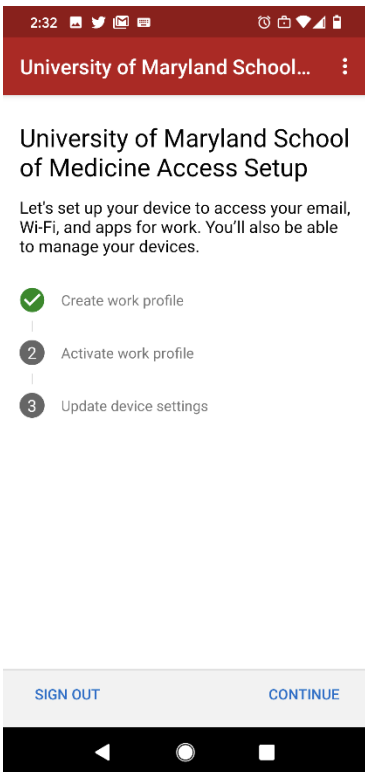 2:32
University of Maryland School...
University of Maryland School
of Medicine Access Setup
Let's set up your device to access your email,
Wi-Fi, and apps for work. You'll also be able
to manage your devices.
Create work profile
2 Activate work profile
3 Update device settings
SIGN OUT CONTINUE